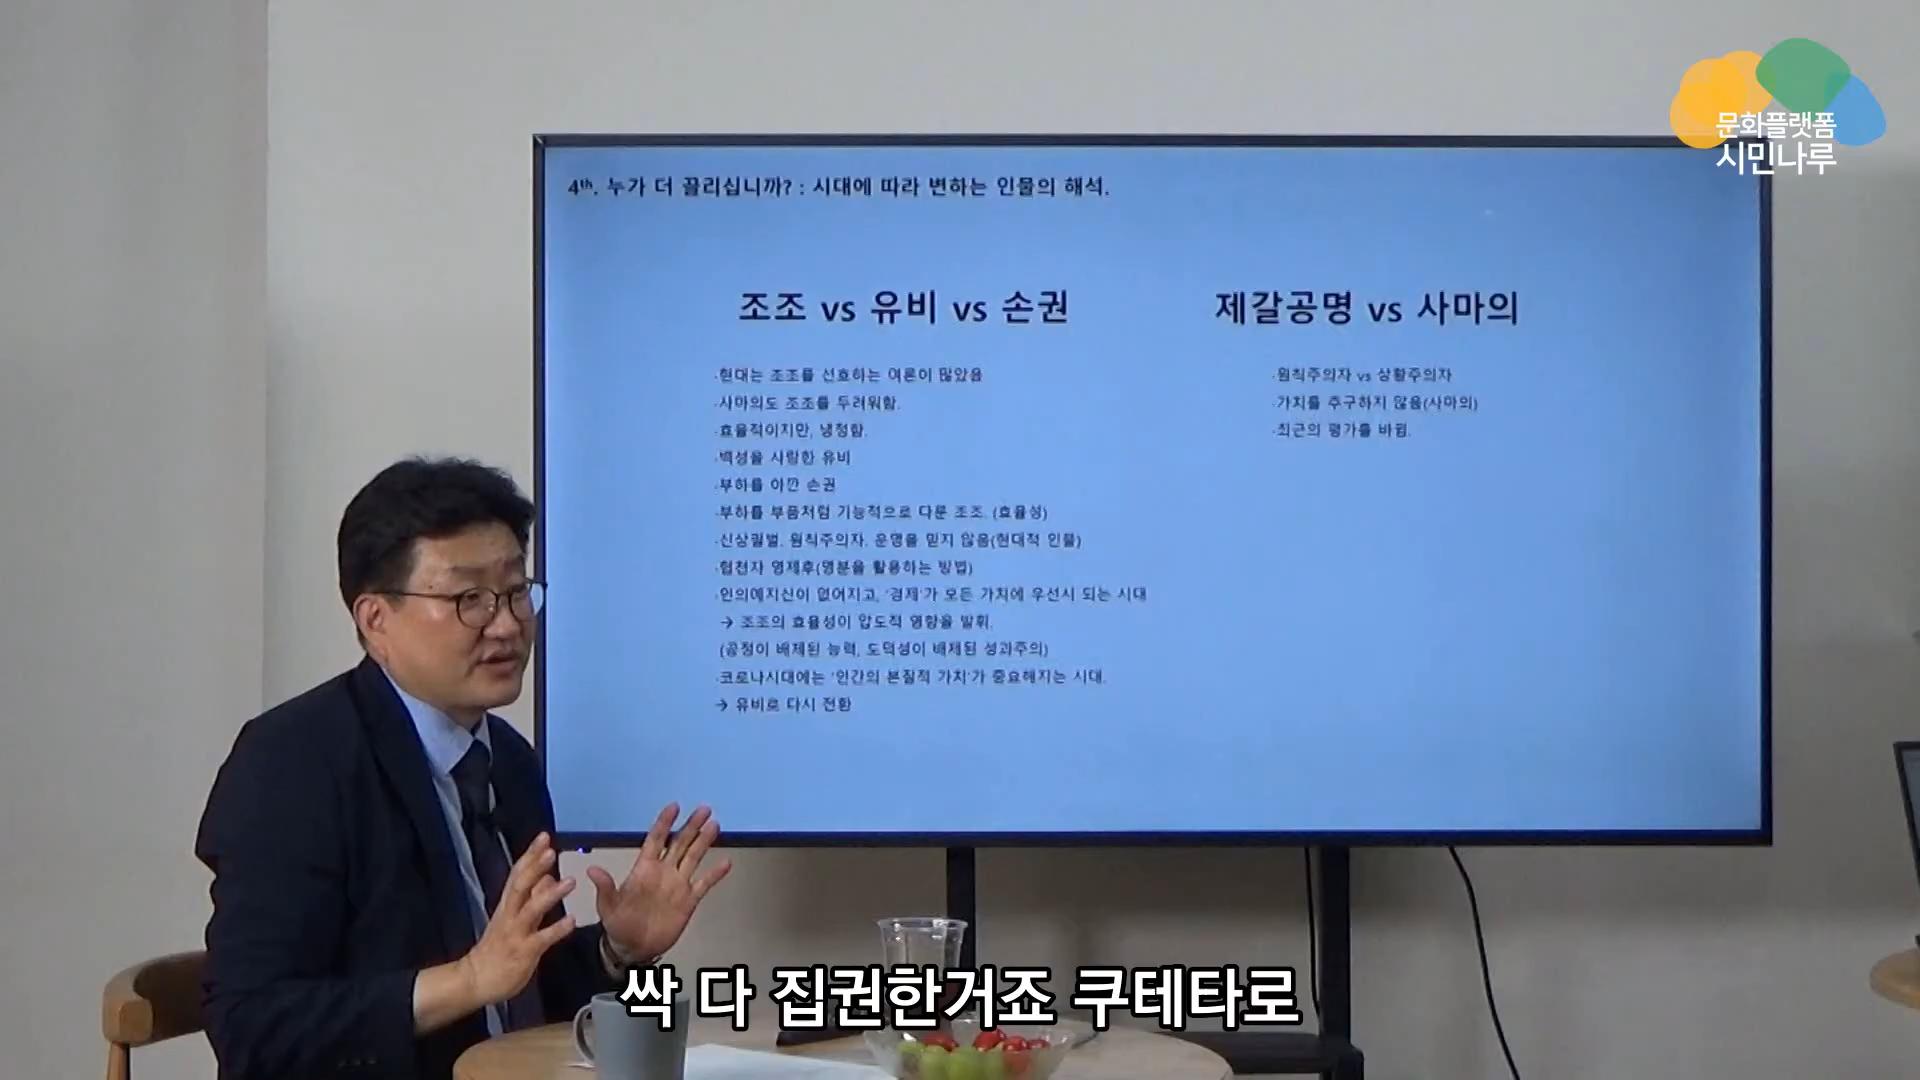 문화플랫폼
시민나루
4th. 누가 더 끌리십니까? : 시대에 따라 변하는 인물의 해석.
조조 vs 유비 vs 손권
-현대는 조조를 선호하는 여론이 많았음
-사마의도 조조를 두려워함.
-효율적이지만, 냉정함.
-백성을 사랑한 유비
-부하를 아낀 손권
-부하를 부품처럼 기능적으로 다룬 조조. (효율성)
-신상필벌, 원칙주의자, 운명을 믿지 않음(현대적 인물)
-협천자 영제후(명분을 활용하는 방법)
-인의예지신이 없어지고, '경제'가 모든 가치에 우선시 되는 시대
→ 조조의 효율성이 압도적 영향을 발휘.
(공정이 배제된 능력, 도덕성이 배제된 성과주의)
-코로나시대에는 '인간의 본질적 가치'가 중요해지는 시대.
→ 유비로 다시 전환
제갈공명 vs 사마의
-원칙주의자 vs 상황주의자
-가치를 추구하지 않음(사마의)
-최근의 평가를 바뀜.
싹 다 집권한거죠 쿠테타로